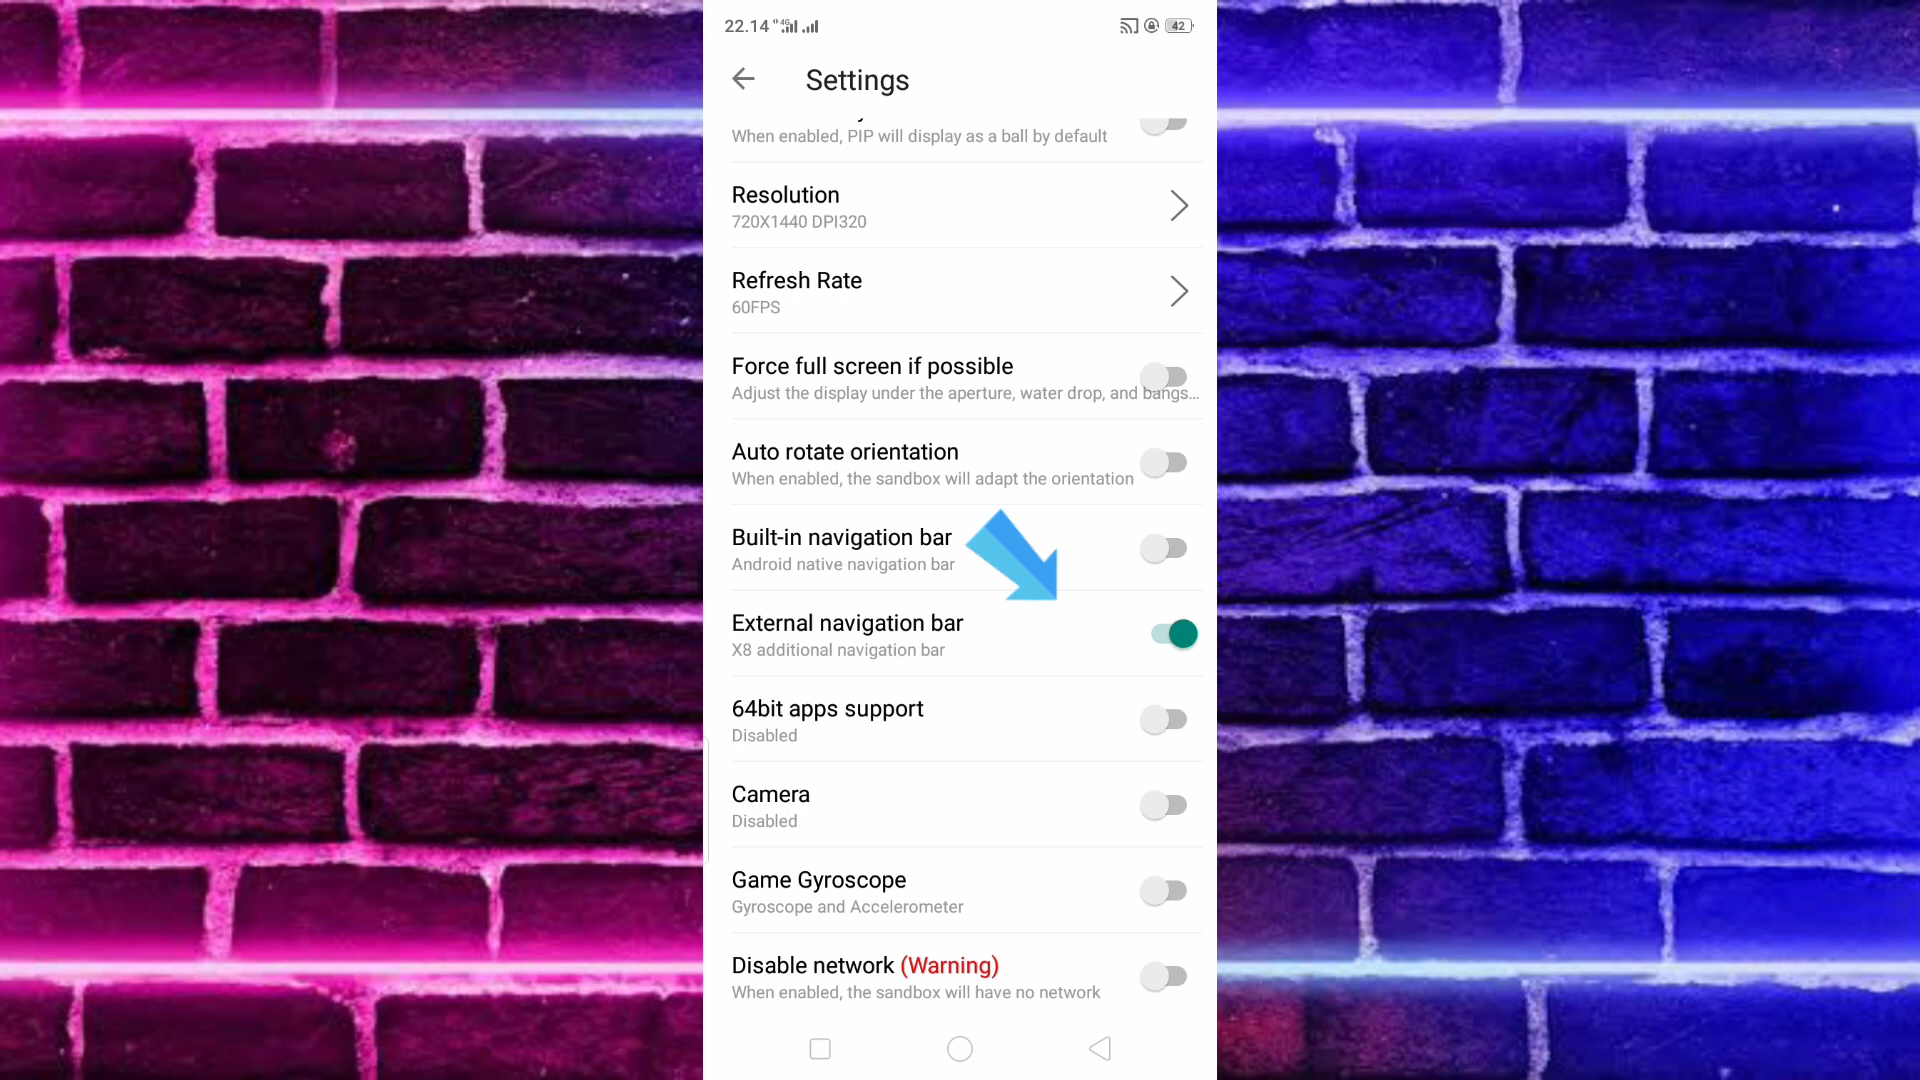 22.14 4G 42
Settings
When enabled, PIP will display as a ball by default
Resolution
720X1440 DPI320
Refresh Rate
60FPS
Force full screen if possible
Adjust the display under the aperture, water drop, and bangs...
Auto rotate orientation
When enabled, the sandbox will adapt the orientation
Built-in navigation bar
Android native navigation bar
External navigation bar
X8 additional navigation bar
64bit apps support
Disabled
Camera
Disabled
Game Gyroscope
Gyroscope and Accelerometer
Disable network (Warning)
When enabled, the sandbox will have no network